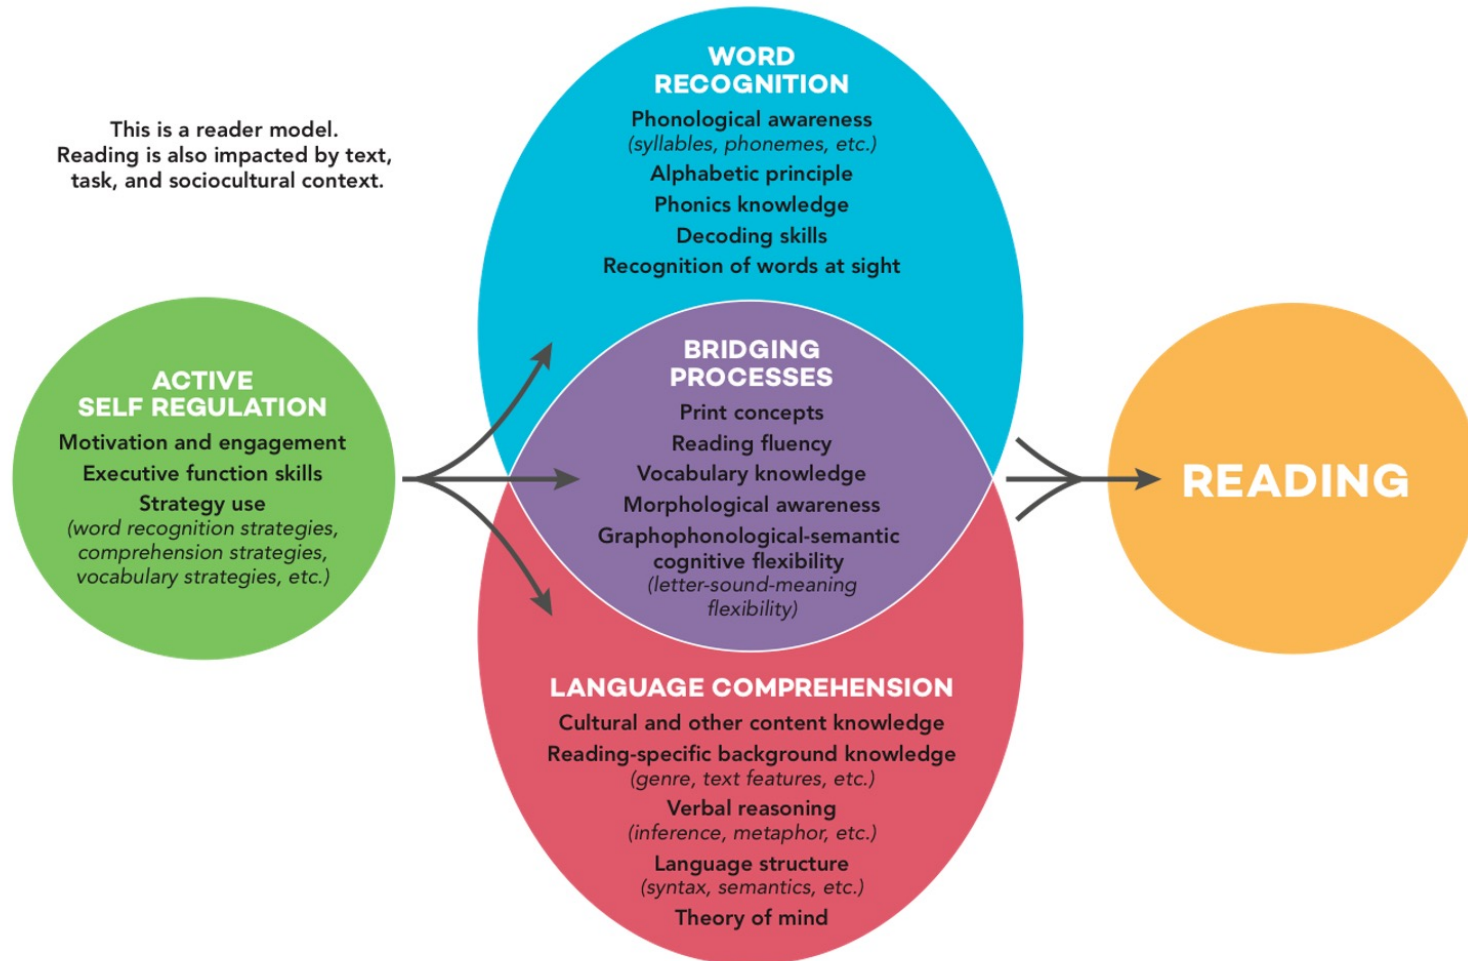 This is a reader model.
Reading is also impacted by text,
task, and sociocultural context.
ACTIVE
SELF REGULATION
Motivation and engagement
Executive function skills
Strategy use
(word recognition strategies,
comprehension strategies,
vocabulary strategies, etc.)
WORD
RECOGNITION
Phonological awareness
(syllables, phonemes, etc.)
Alphabetic principle
Phonics knowledge
Decoding skills
Recognition of words at sight
BRIDGING
PROCESSES
Print concepts
Reading fluency
Vocabulary knowledge
Morphological awareness
Graphophonological-semantic
cognitive flexibility
(letter-sound-meaning
flexibility)
LANGUAGE COMPREHENSION
Cultural and other content knowledge
Reading-specific background knowledge
(genre, text features, etc.)
Verbal reasoning
(inference, metaphor, etc.)
Language structure
(syntax, semantics, etc.)
Theory of mind
READING